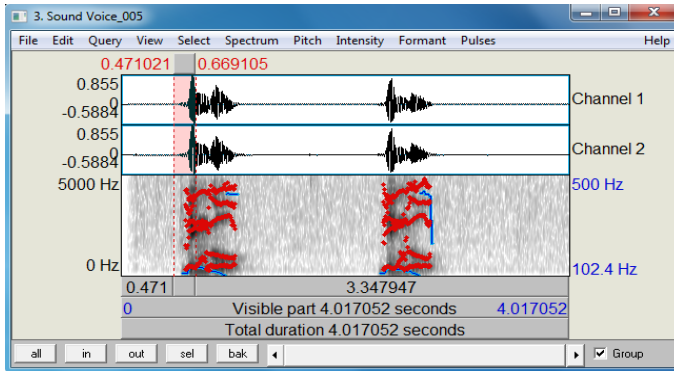 3. Sound Voice_005
File Edit Query View Select Spectrum Pitch Intensity Formant Pulses Help
0.471021 0.669105
0.855
0
-0.5884
Channel 1
0.855
0
-0.5884
Channel 2
5000 Hz
500 Hz
0 Hz
102.4 Hz
0.471 3.347947
0 Visible part 4.017052 seconds 4.017052
Total duration 4.017052 seconds
all in out sel bak Group